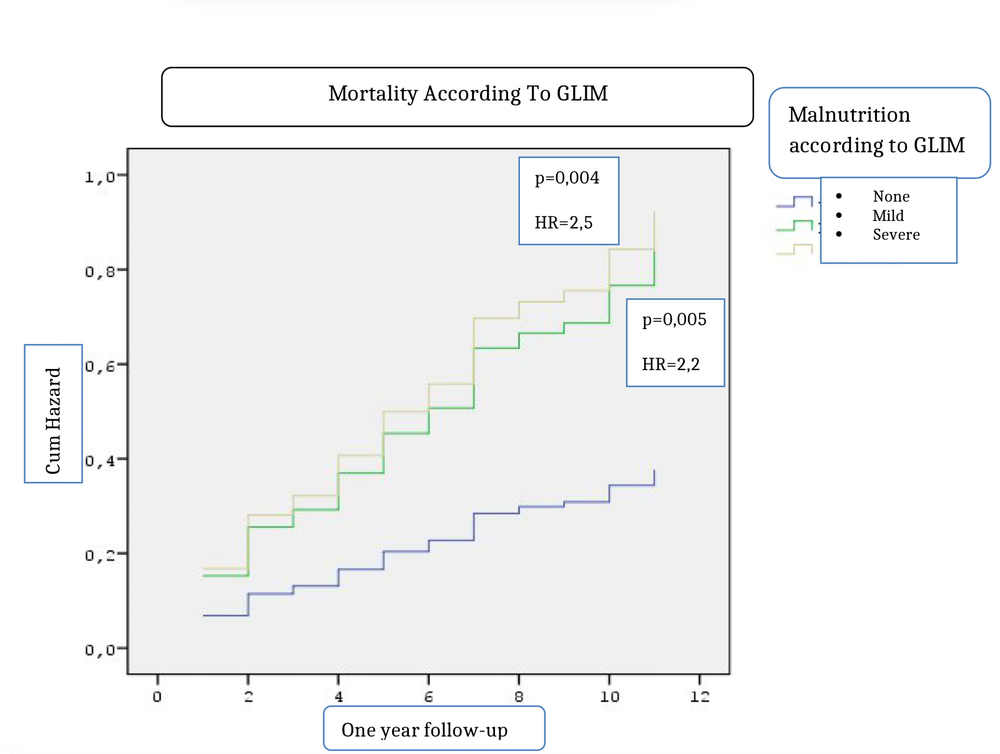 Mortality According To GLIM
Malnutrition
according to GLIM
• None
• Mild
• Severe
p=0,004
HR=2,5
p=0,005
HR=2,2
Cum Hazard
1,0
0,8
0,6
0,4
0,2
0,0
0 2 4 6 8 10 12
One year follow-up